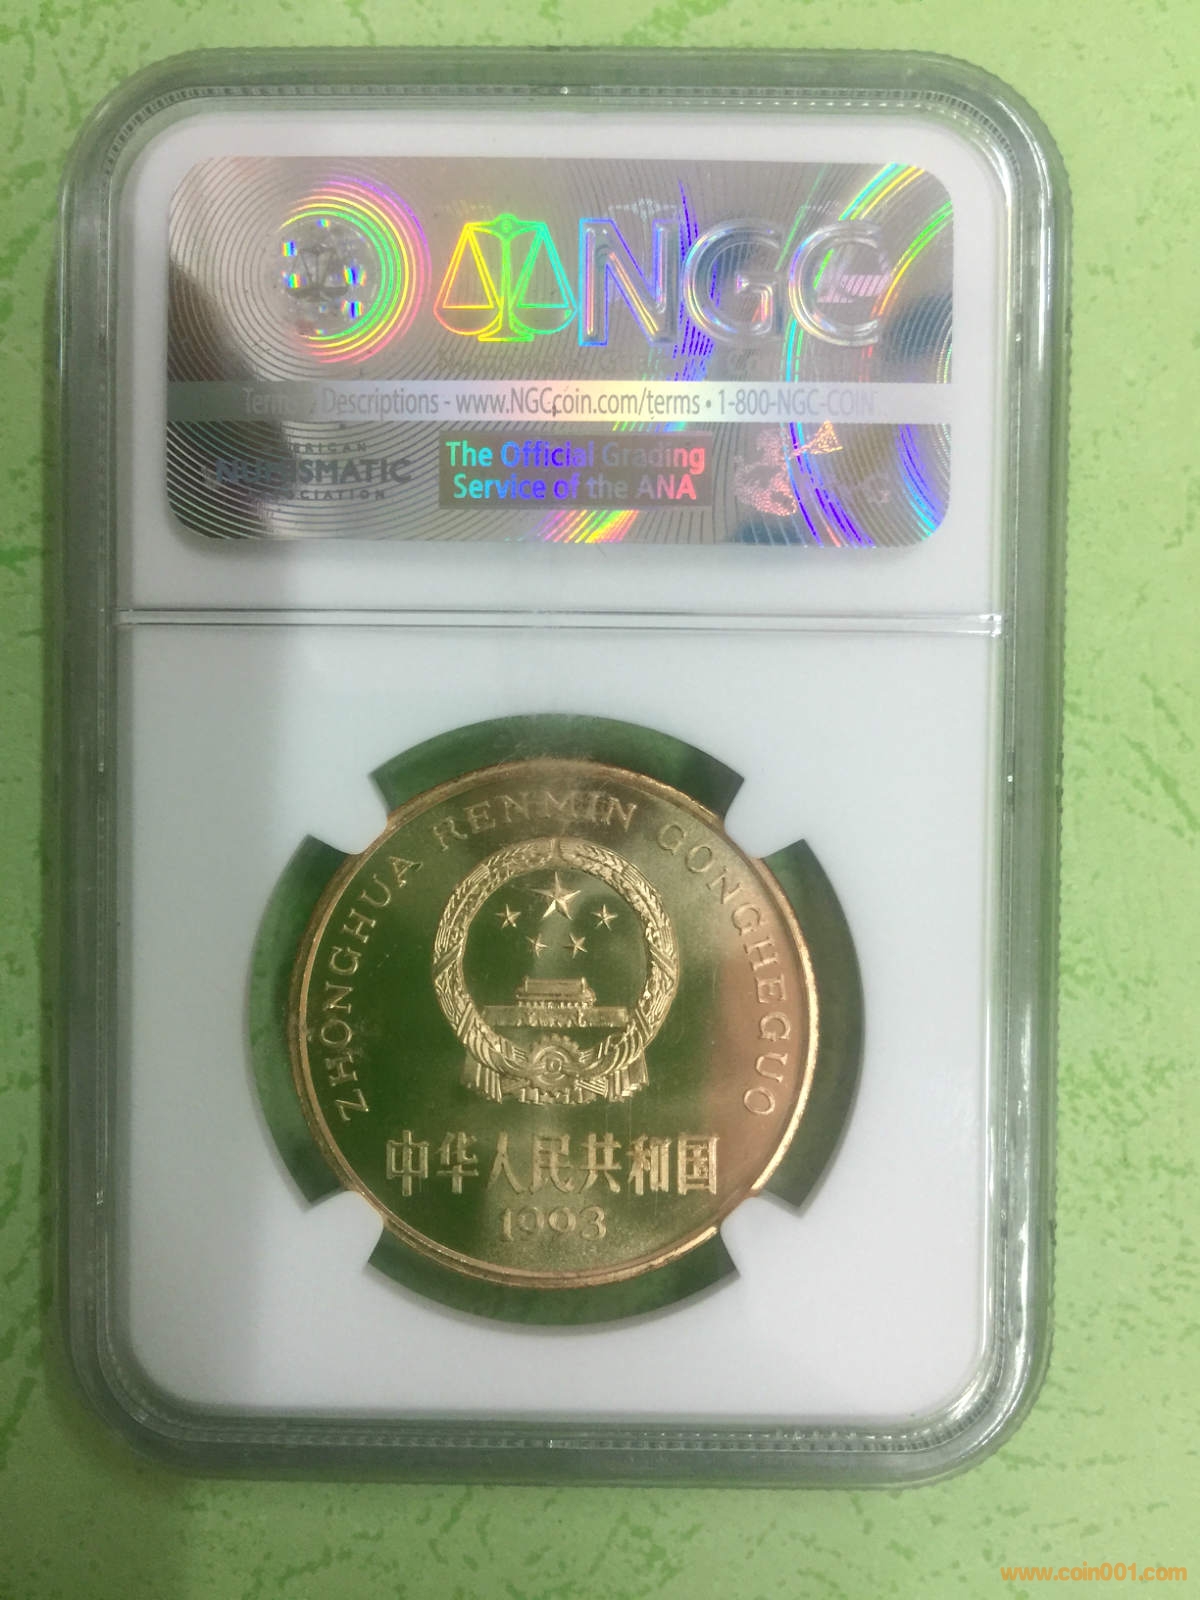 NGC
Descriptions - www.NGCcoin.com/terms • 1-800-NGC-COIN
NUMISMATIC
The Official Grading
Service of the ANA
ZHONGHUA RENMIN GONGHEGUO
中华人民共和国
1993
www.coin001.com